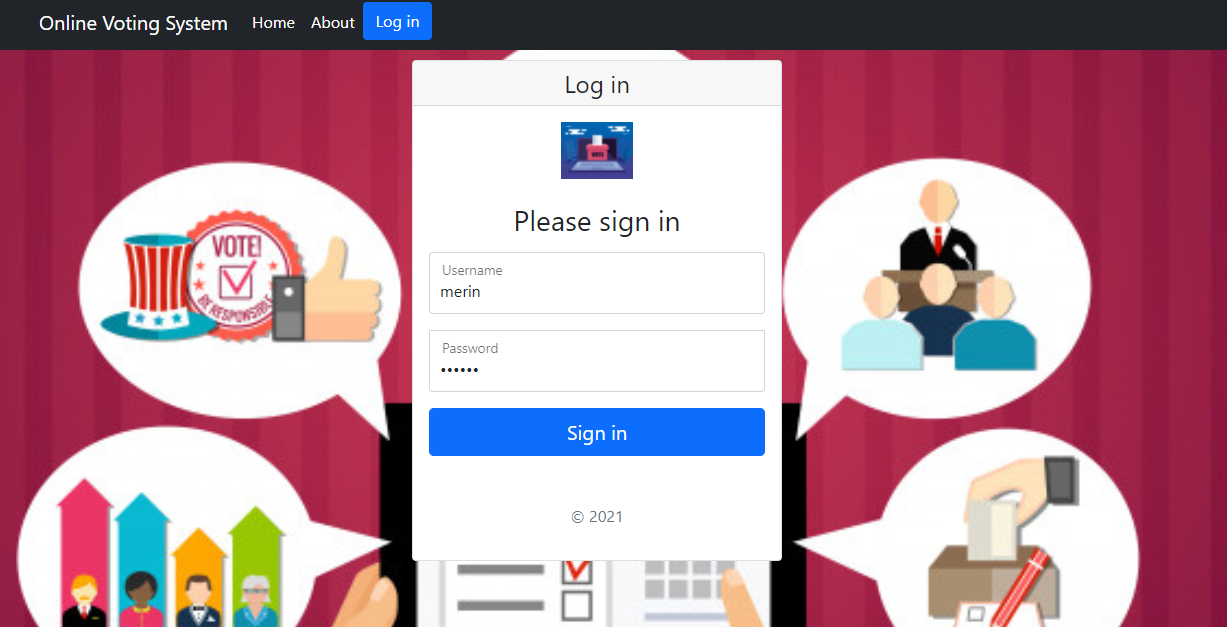 Online Voting System Home About Log in
Log in
VOTE
Please sign in
Username
merin
Password
••••••
Sign in
© 2021
VOTE!
BE RESPONSIBLE